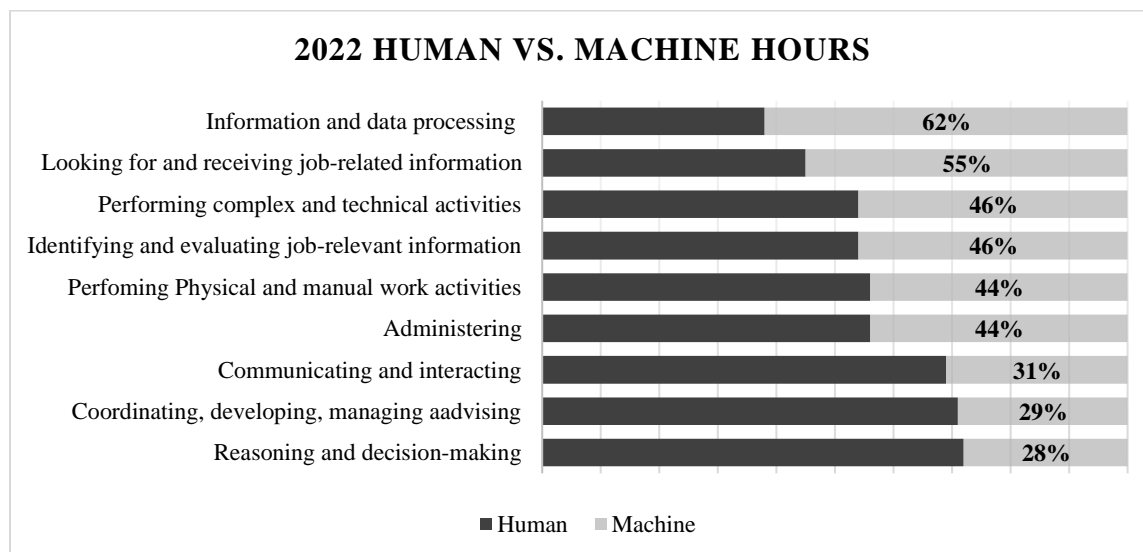 2022 HUMAN VS. MACHINE HOURS
Information and data processing 62%
Looking for and receiving job-related information 55%
Performing complex and technical activities 46%
Identifying and evaluating job-relevant information 46%
Perfoming Physical and manual work activities 44%
Administering 44%
Communicating and interacting 31%
Coordinating, developing, managing aadvising 29%
Reasoning and decision-making 28%
Human Machine